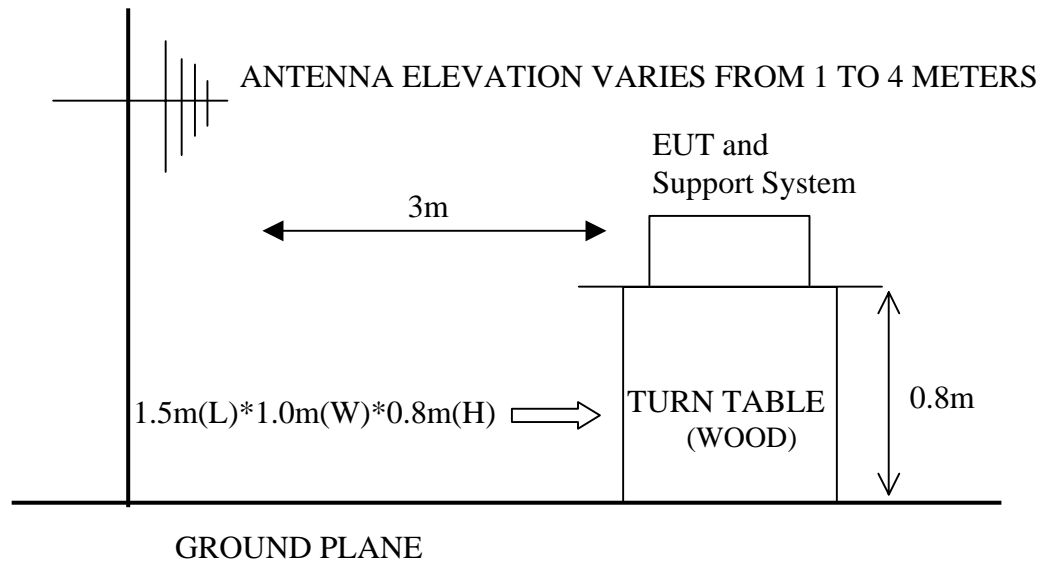 ANTENNA ELEVATION VARIES FROM 1 TO 4 METERS
EUT and
Support System
3m
1.5m(L)*1.0m(W)*0.8m(H)
TURN TABLE
(WOOD)
0.8m
GROUND PLANE